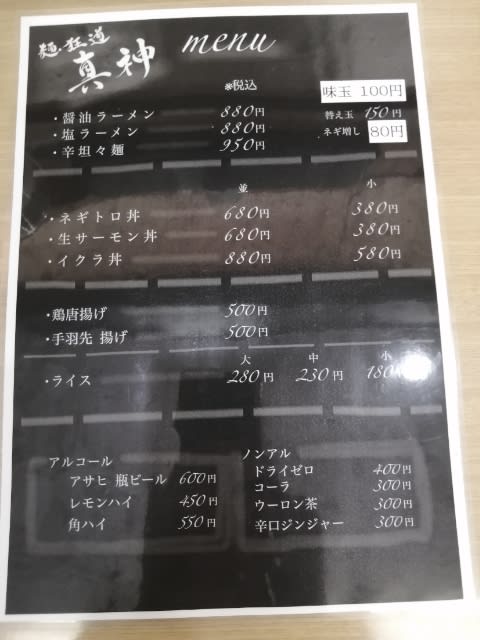 麺・狂道
真神
menu
※税込
味玉 100円
・醤油ラーメン 880円
替え玉 150円
・塩ラーメン 880円
ネギ増し 80円
・辛坦々麺 950円
並 小
・ネギトロ丼 680円 380円
・生サーモン丼 680円 380円
・イクラ丼 880円 580円
・鶏唐揚げ 500円
・手羽先 揚げ 500円
大 中 小
・ライス 280円 230円 180円
アルコール
アサヒ 瓶ビール 600円
レモンハイ 450円
角ハイ 550円
ノンアル
ドライゼロ 400円
コーラ 300円
ウーロン茶 300円
辛口ジンジャー 300円